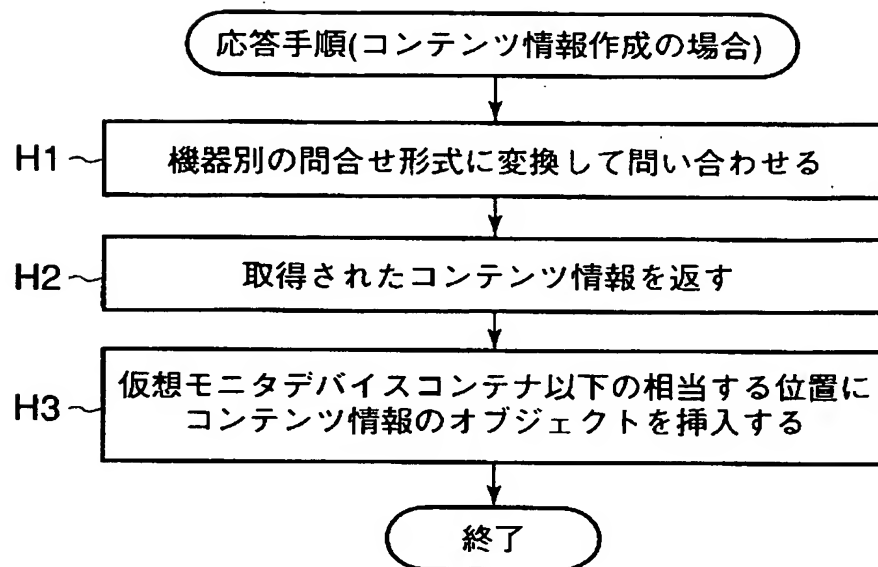 応答手順(コンテンツ情報作成の場合)
H1 機器別の問合せ形式に変換して問い合わせる
H2 取得されたコンテンツ情報を返す
H3 仮想モニタデバイスコンテナ以下の相当する位置に
コンテンツ情報のオブジェクトを挿入する
終了